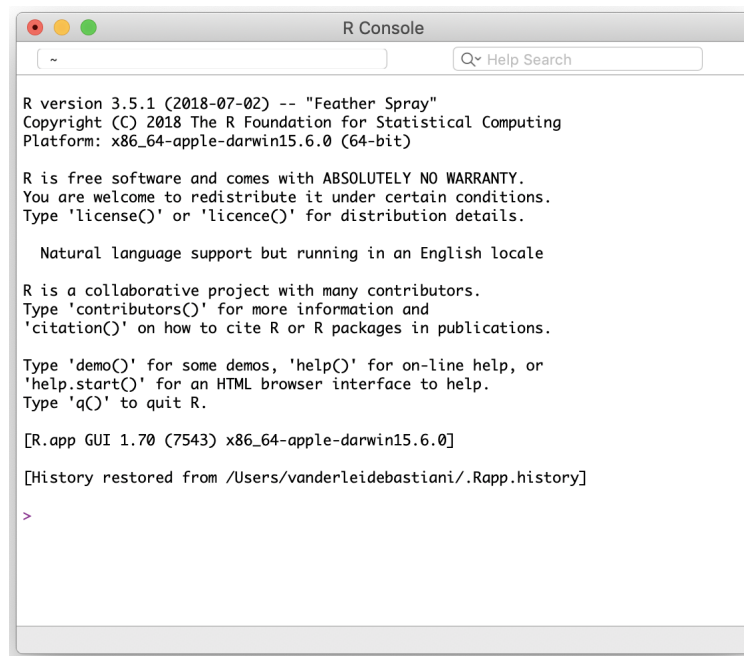 R Console
~
Help Search
R version 3.5.1 (2018-07-02) -- "Feather Spray"
Copyright (C) 2018 The R Foundation for Statistical Computing
Platform: x86_64-apple-darwin15.6.0 (64-bit)
R is free software and comes with ABSOLUTELY NO WARRANTY.
You are welcome to redistribute it under certain conditions.
Type 'license()' or 'licence()' for distribution details.
Natural language support but running in an English locale
R is a collaborative project with many contributors.
Type 'contributors()' for more information and
'citation()' on how to cite R or R packages in publications.
Type 'demo()' for some demos, 'help()' for on-line help, or
'help.start()' for an HTML browser interface to help.
Type 'q()' to quit R.
[R.app GUI 1.70 (7543) x86_64-apple-darwin15.6.0]
[History restored from /Users/vanderleidebastiani/.Rapp.history]
>